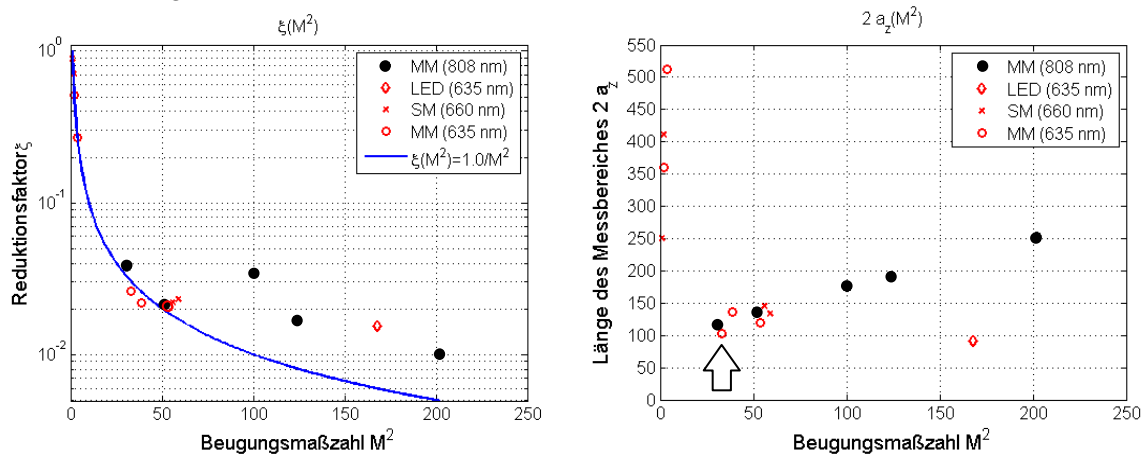 ξ(M²)
10⁰
10⁻¹
10⁻²
Reduktionsfaktor ξ
MM (808 nm)
LED (635 nm)
SM (660 nm)
MM (635 nm)
ξ(M²)=1.0/M²
0 50 100 150 200 250
Beugungsmaßzahl M²
2 a_z(M²)
550
500
450
400
350
300
250
200
150
100
50
0
Länge des Messbereiches 2 a_z
MM (808 nm)
LED (635 nm)
SM (660 nm)
MM (635 nm)
0 50 100 150 200 250
Beugungsmaßzahl M²